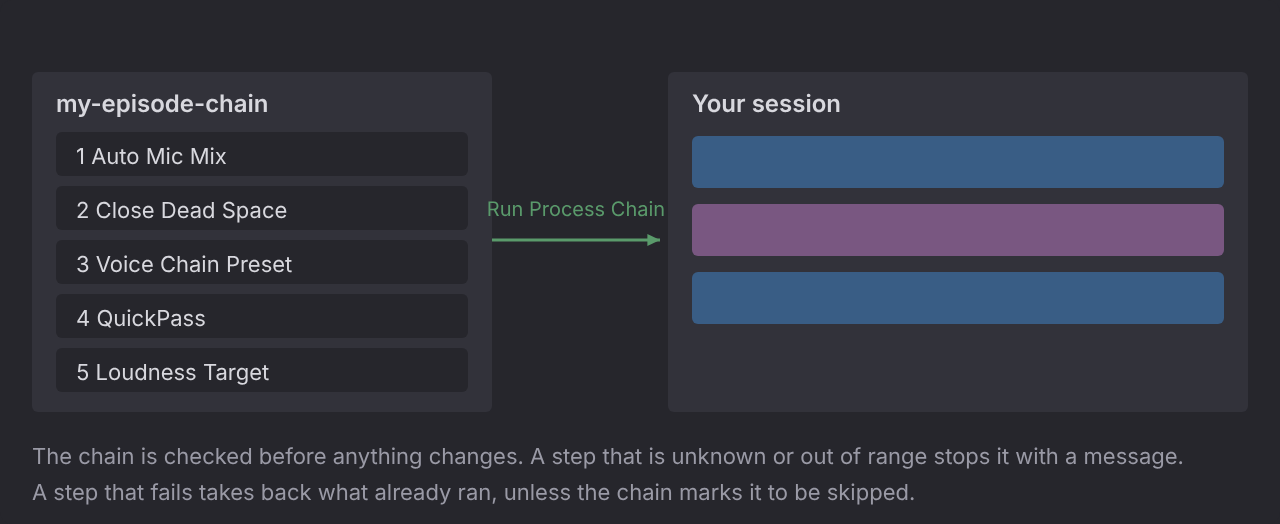 my-episode-chain
1 Auto Mic Mix
2 Close Dead Space
3 Voice Chain Preset
4 QuickPass
5 Loudness Target
Run Process Chain
Your session
The chain is checked before anything changes. A step that is unknown or out of range stops it with a message.
A step that fails takes back what already ran, unless the chain marks it to be skipped.